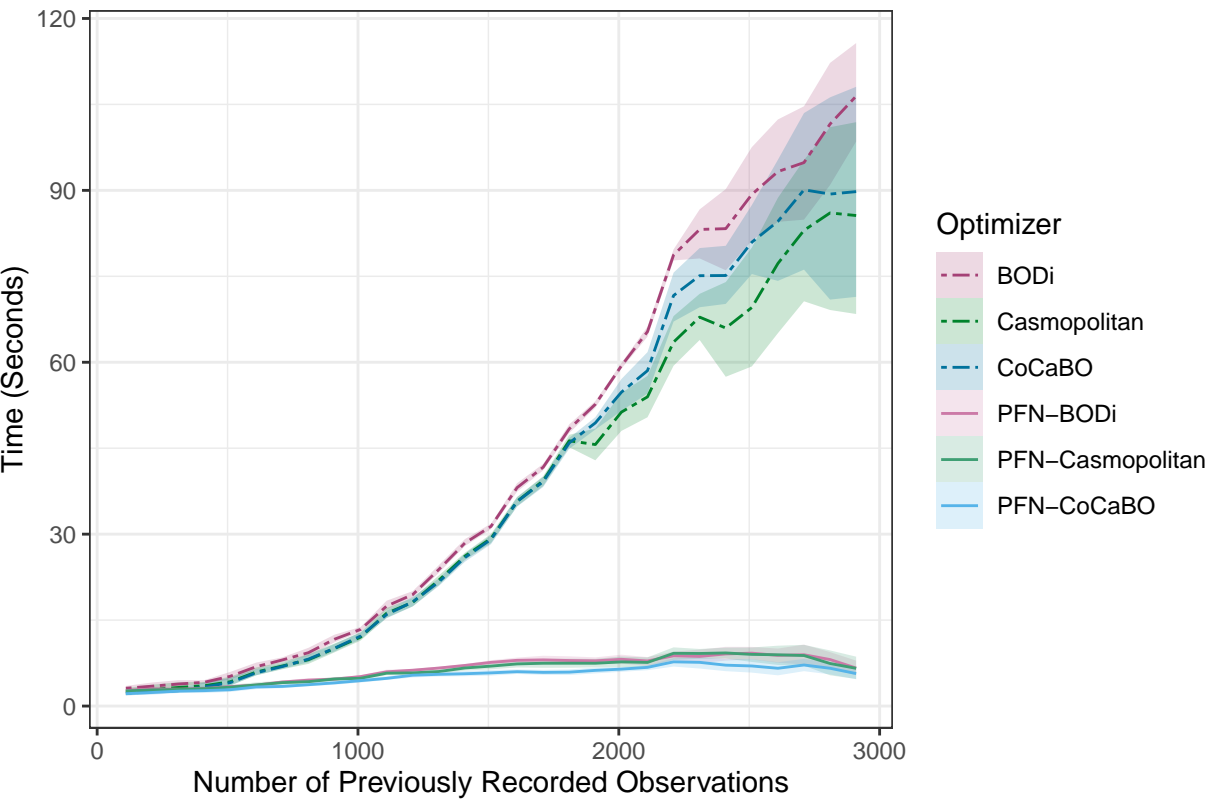 120
90
60
30
0
0 1000 2000 3000
Time (Seconds)
Number of Previously Recorded Observations
Optimizer
BODi
Casmopolitan
CoCaBO
PFN−BODi
PFN−Casmopolitan
PFN−CoCaBO